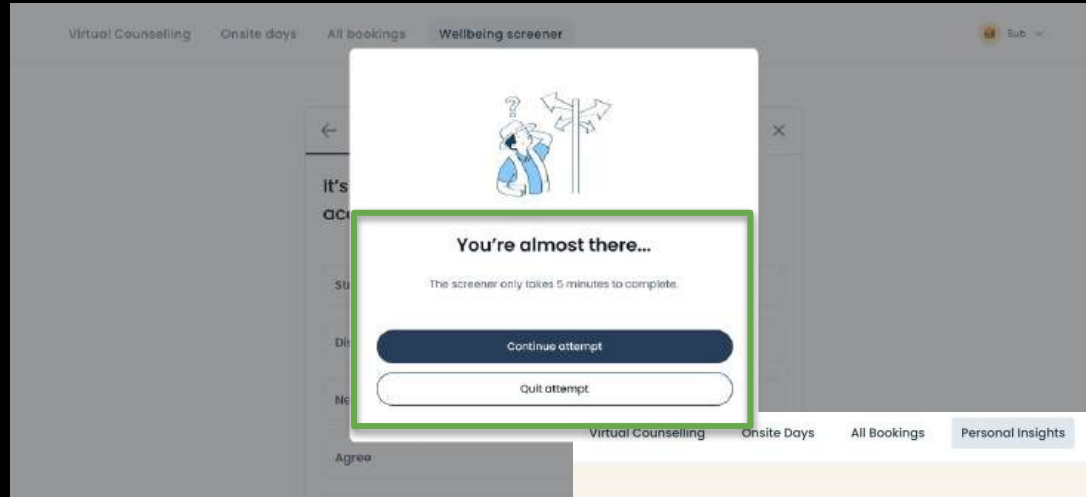 Virtual Counselling Onsite days All bookings Wellbeing screener Sub
It's
acc
You're almost there...
The screener only takes 5 minutes to complete.
Continue attempt
Quit attempt
Agree
Virtual Counselling Onsite Days All Bookings Personal Insights